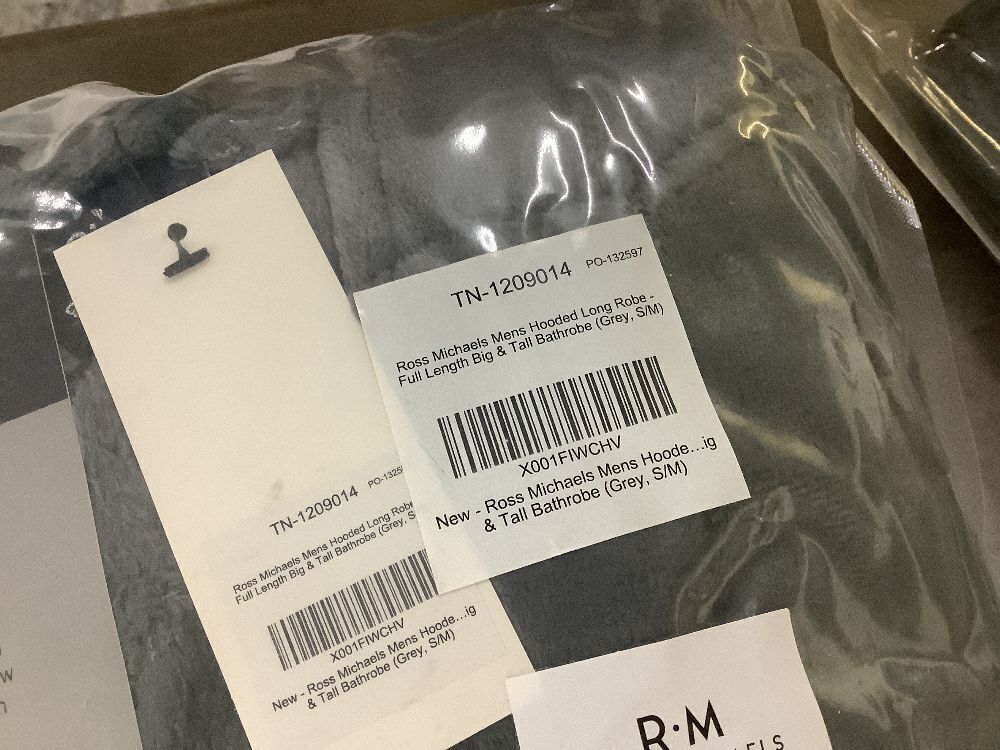 TN-1209014 PO-132597
Ross Michaels Mens Hooded Long Robe -
Full Length Big & Tall Bathrobe (Grey, S/M)
X001FIWCHV
New - Ross Michaels Mens Hoode...ig
& Tall Bathrobe (Grey, S/M)
TN-1209014 PO-1325
Ross Michaels Mens Hooded Long Robe
Full Length Big & Tall Bathrobe (Grey, S
X001FIWCHV
New - Ross Michaels Mens Hoode...ig
& Tall Bathrobe (Grey, S/M)
R·M